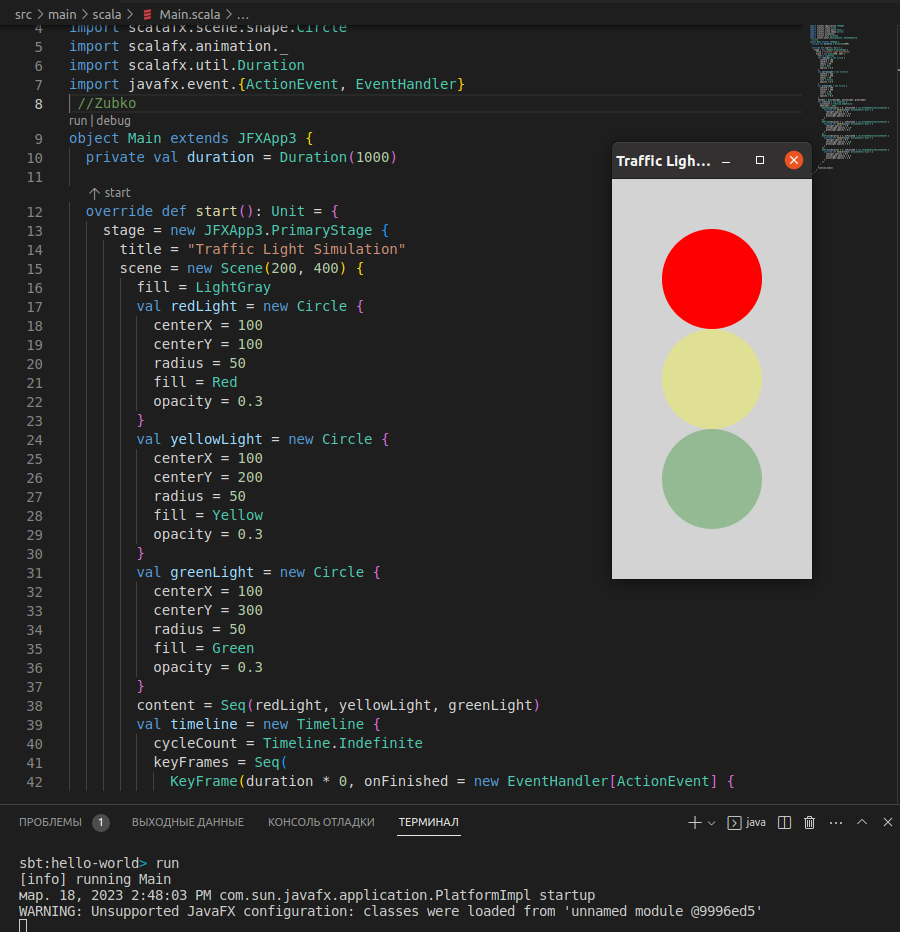 src > main > scala > Main.scala > ...
4 import scalafx.scene.shape.Circle
5 import scalafx.animation._
6 import scalafx.util.Duration
7 import javafx.event.{ActionEvent, EventHandler}
8 //Zubko
run | debug
9 object Main extends JFXApp3 {
10 private val duration = Duration(1000)
11
↑ start
12 override def start(): Unit = {
13 stage = new JFXApp3.PrimaryStage {
14 title = "Traffic Light Simulation"
15 scene = new Scene(200, 400) {
16 fill = LightGray
17 val redLight = new Circle {
18 centerX = 100
19 centerY = 100
20 radius = 50
21 fill = Red
22 opacity = 0.3
23 }
24 val yellowLight = new Circle {
25 centerX = 100
26 centerY = 200
27 radius = 50
28 fill = Yellow
29 opacity = 0.3
30 }
31 val greenLight = new Circle {
32 centerX = 100
33 centerY = 300
34 radius = 50
35 fill = Green
36 opacity = 0.3
37 }
38 content = Seq(redLight, yellowLight, greenLight)
39 val timeline = new Timeline {
40 cycleCount = Timeline.Indefinite
41 keyFrames = Seq(
42 KeyFrame(duration * 0, onFinished = new EventHandler[ActionEvent] {
Traffic Ligh...
ПРОБЛЕМЫ 1 ВЫХОДНЫЕ ДАННЫЕ КОНСОЛЬ ОТЛАДКИ ТЕРМИНАЛ java
sbt:hello-world> run
[info] running Main
мар. 18, 2023 2:48:03 PM com.sun.javafx.application.PlatformImpl startup
WARNING: Unsupported JavaFX configuration: classes were loaded from 'unnamed module @9996ed5'